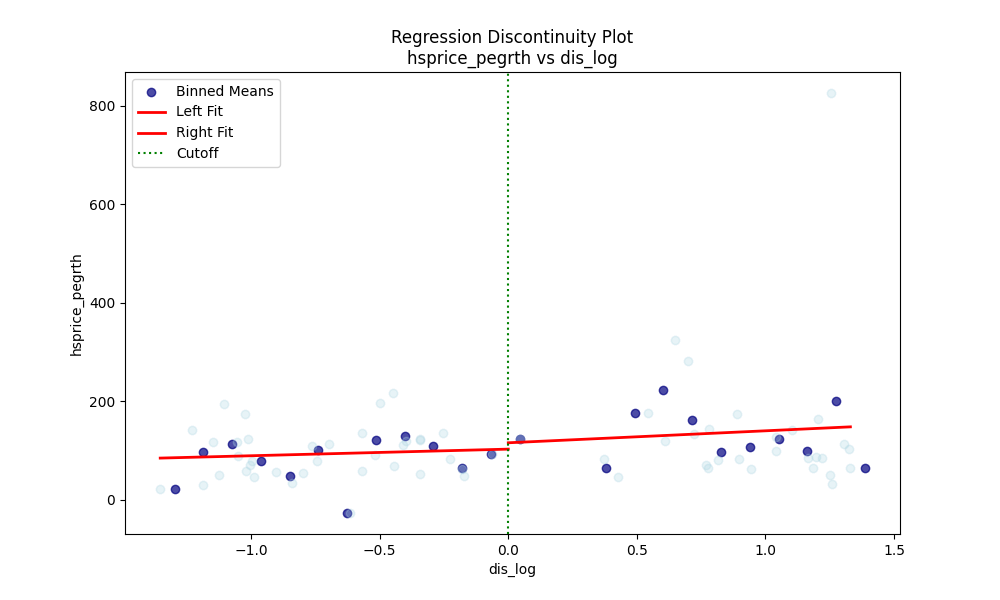 Regression Discontinuity Plot
hsprice_pegrth vs dis_log
Binned Means
Left Fit
Right Fit
Cutoff
hsprice_pegrth
800
600
400
200
0
−1.0
−0.5
0.0
0.5
1.0
1.5
dis_log